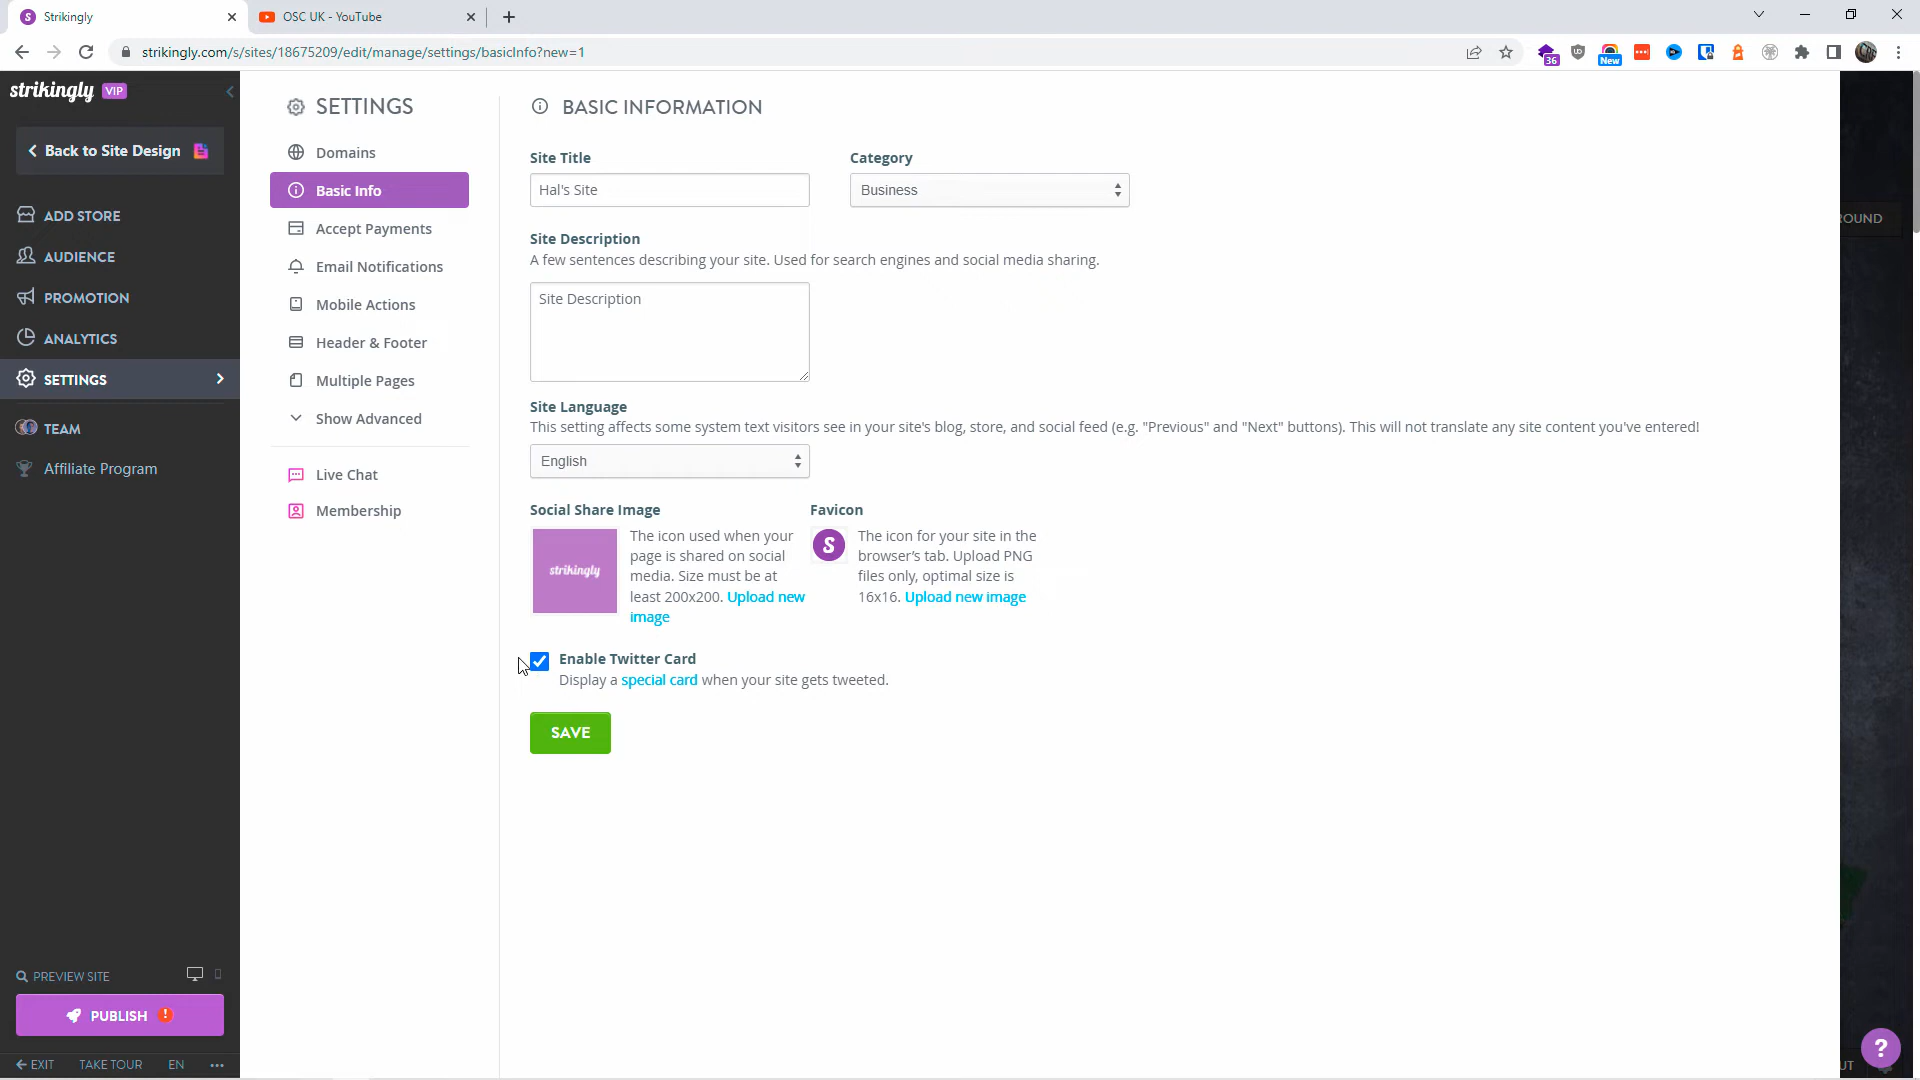 Strikingly
OSC UK - YouTube
strikingly.com/s/sites/18675209/edit/manage/settings/basicInfo?new=1
36
New
strikingly VIP
Back to Site Design
ADD STORE
AUDIENCE
PROMOTION
ANALYTICS
SETTINGS
TEAM
Affiliate Program
PREVIEW SITE
PUBLISH !
EXIT TAKE TOUR EN ...
SETTINGS
Domains
Basic Info
Accept Payments
Email Notifications
Mobile Actions
Header & Footer
Multiple Pages
Show Advanced
Live Chat
Membership
BASIC INFORMATION
Site Title
Hal's Site
Category
Business
Site Description
A few sentences describing your site. Used for search engines and social media sharing.
Site Description
Site Language
This setting affects some system text visitors see in your site's blog, store, and social feed (e.g. "Previous" and "Next" buttons). This will not translate any site content you've entered!
English
Social Share Image
strikingly
The icon used when your
page is shared on social
media. Size must be at
least 200x200. Upload new
image
Favicon
S
The icon for your site in the
browser's tab. Upload PNG
files only, optimal size is
16x16. Upload new image
Enable Twitter Card
Display a special card when your site gets tweeted.
SAVE
ROUND
UT
?